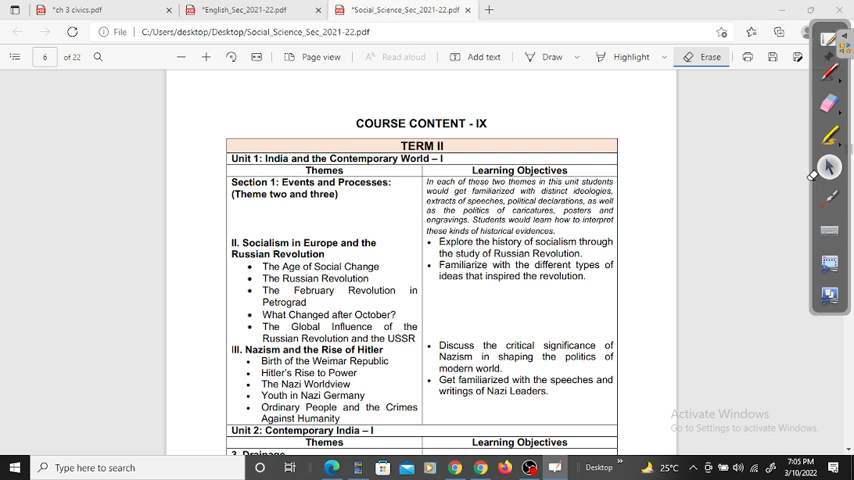 *ch 3 civics.pdf
*English_Sec_2021-22.pdf
*Social_Science_Sec_2021-22.pdf
File
C:/Users/desktop/Desktop/Social_Science_Sec_2021-22.pdf
6 of 22
Page view
Read aloud
Add text
Draw
Highlight
Erase
COURSE CONTENT - IX
TERM II
Unit 1: India and the Contemporary World – I
Themes
Learning Objectives
Section 1: Events and Processes:
(Theme two and three)
In each of these two themes in this unit students
would get familiarized with distinct ideologies,
extracts of speeches, political declarations, as well
as the politics of caricatures, posters and
engravings. Students would learn how to interpret
these kinds of historical evidences.
II. Socialism in Europe and the
Russian Revolution
• The Age of Social Change
• The Russian Revolution
• The February Revolution in
Petrograd
• What Changed after October?
• The Global Influence of the
Russian Revolution and the USSR
• Explore the history of socialism through
the study of Russian Revolution.
• Familiarize with the different types of
ideas that inspired the revolution.
III. Nazism and the Rise of Hitler
• Birth of the Weimar Republic
• Hitler's Rise to Power
• The Nazi Worldview
• Youth in Nazi Germany
• Ordinary People and the Crimes
Against Humanity
• Discuss the critical significance of
Nazism in shaping the politics of
modern world.
• Get familiarized with the speeches and
writings of Nazi Leaders.
Unit 2: Contemporary India – I
Themes
Learning Objectives
3. Drainage
Activate Windows
Go to Settings to activate Windows.
Type here to search
Desktop
25°C
7:05 PM
3/10/2022